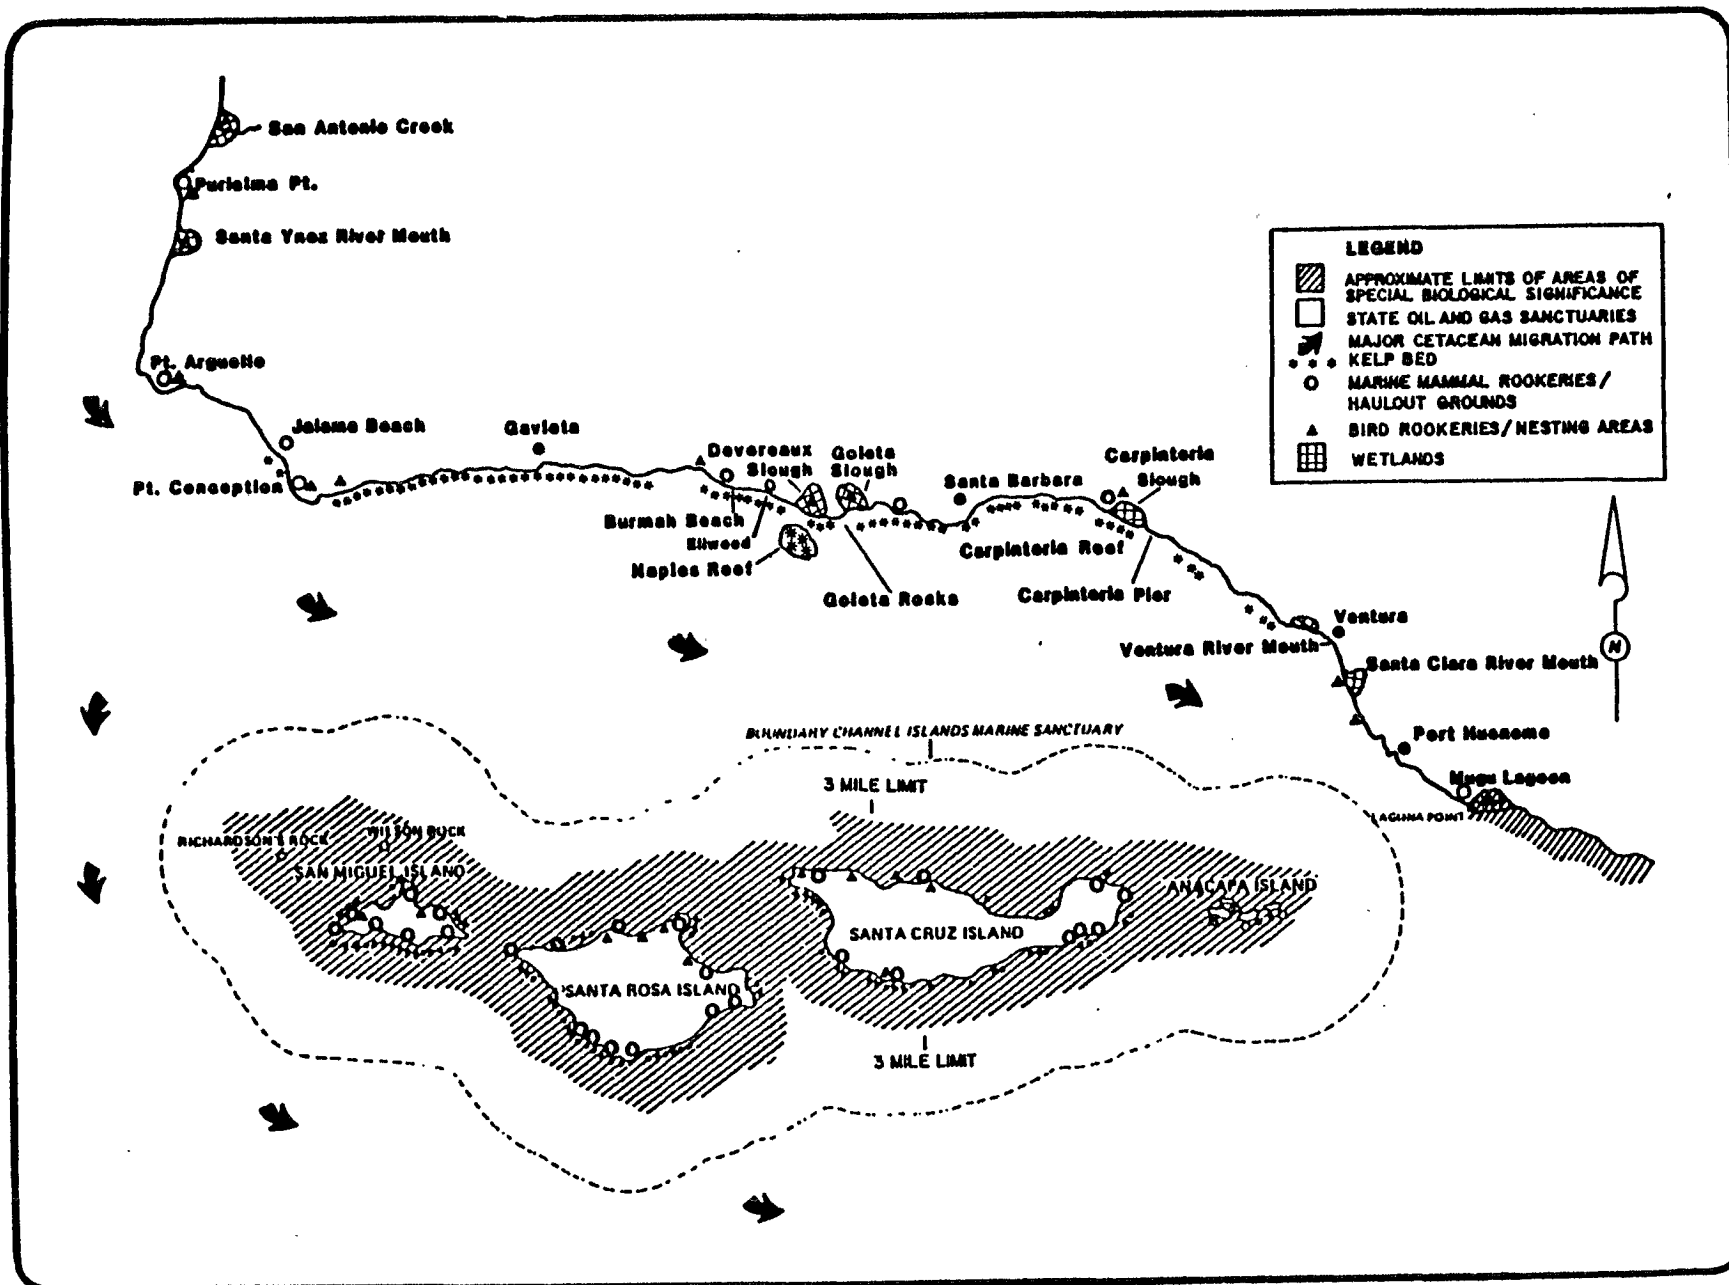 San Antonio Creek
Purisima Pt.
Santa Ynez River Mouth
LEGEND
APPROXIMATE LIMITS OF AREAS OF
SPECIAL BIOLOGICAL SIGNIFICANCE
STATE OIL AND GAS SANCTUARIES
MAJOR CETACEAN MIGRATION PATH
KELP BED
MARINE MAMMAL ROOKERIES/
HAULOUT GROUNDS
BIRD ROOKERIES/NESTING AREAS
WETLANDS
Pt. Arguello
Jalama Beach
Gaviota
Devereaux
Slough
Goleta
Slough
Santa Barbara
Carpinteria
Slough
Pt. Conception
Burmah Beach
Ellwood
Naples Reef
Goleta Rocks
Carpinteria Reef
Carpinteria Pier
Ventura
Ventura River Mouth
Santa Clara River Mouth
N
Port Hueneme
Mugu Lagoon
LAGUNA POINT
BOUNDARY CHANNEL ISLANDS MARINE SANCTUARY
3 MILE LIMIT
RICHARDSON'S ROCK
WILSON ROCK
SAN MIGUEL ISLAND
ANACAPA ISLAND
SANTA CRUZ ISLAND
SANTA ROSA ISLAND
3 MILE LIMIT